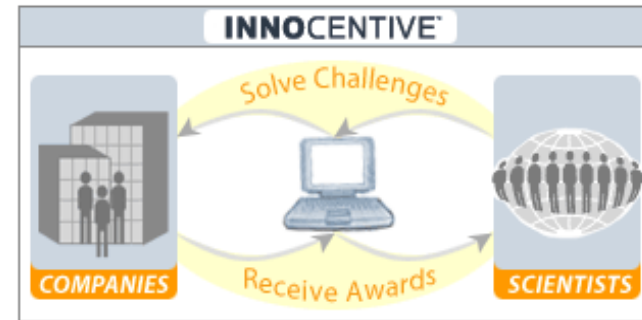 INNOCENTIVE
Solve Challenges
COMPANIES
SCIENTISTS
Receive Awards